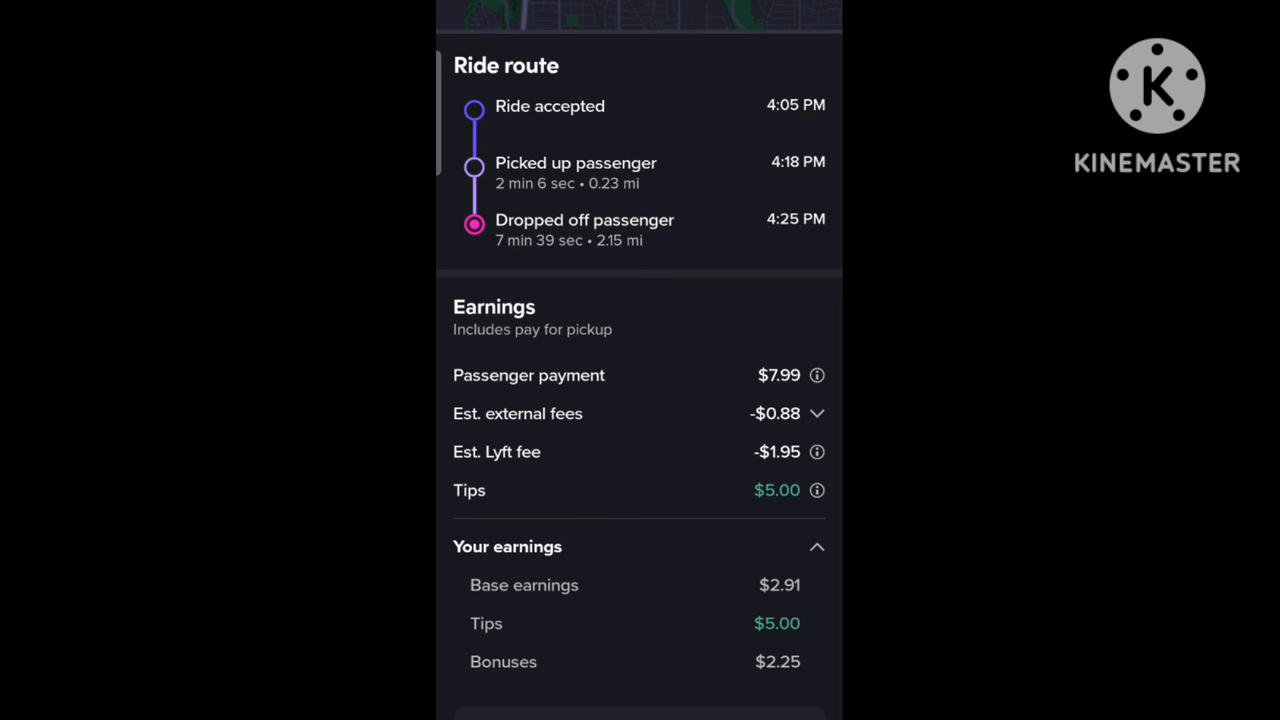 Ride route
Ride accepted 4:05 PM
Picked up passenger 4:18 PM
2 min 6 sec • 0.23 mi
Dropped off passenger 4:25 PM
7 min 39 sec • 2.15 mi
Earnings
Includes pay for pickup
Passenger payment $7.99
Est. external fees -$0.88
Est. Lyft fee -$1.95
Tips $5.00
Your earnings
Base earnings $2.91
Tips $5.00
Bonuses $2.25
K
KINEMASTER